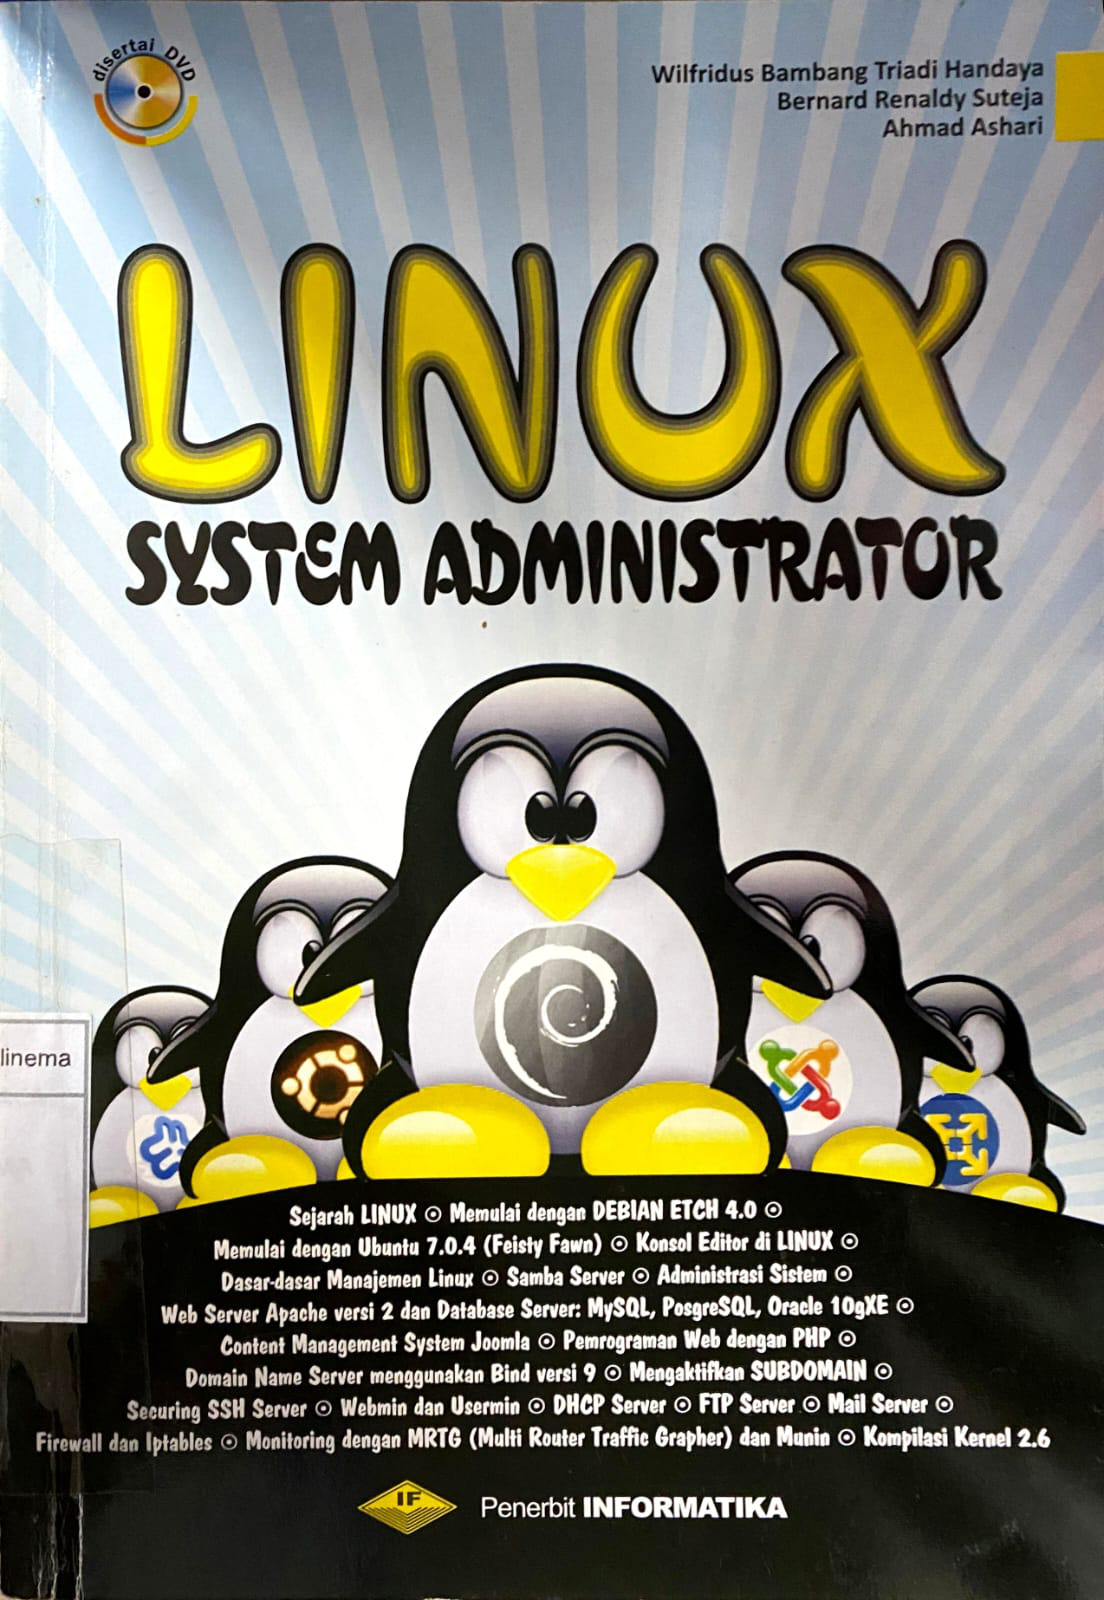 disertai DVD
Wilfridus Bambang Triadi Handaya
Bernard Renaldy Suteja
Ahmad Ashari
LINUX
SYSTEM ADMINISTRATOR
linema
Sejarah LINUX ⊙ Memulai dengan DEBIAN ETCH 4.0 ⊙
Memulai dengan Ubuntu 7.0.4 (Feisty Fawn) ⊙ Konsol Editor di LINUX ⊙
Dasar-dasar Manajemen Linux ⊙ Samba Server ⊙ Administrasi Sistem ⊙
Web Server Apache versi 2 dan Database Server: MySQL, PosgreSQL, Oracle 10gXE ⊙
Content Management System Joomla ⊙ Pemrograman Web dengan PHP ⊙
Domain Name Server menggunakan Bind versi 9 ⊙ Mengaktifkan SUBDOMAIN ⊙
Securing SSH Server ⊙ Webmin dan Usermin ⊙ DHCP Server ⊙ FTP Server ⊙ Mail Server ⊙
Firewall dan Iptables ⊙ Monitoring dengan MRTG (Multi Router Traffic Grapher) dan Munin ⊙ Kompilasi Kernel 2.6
IF
Penerbit INFORMATIKA